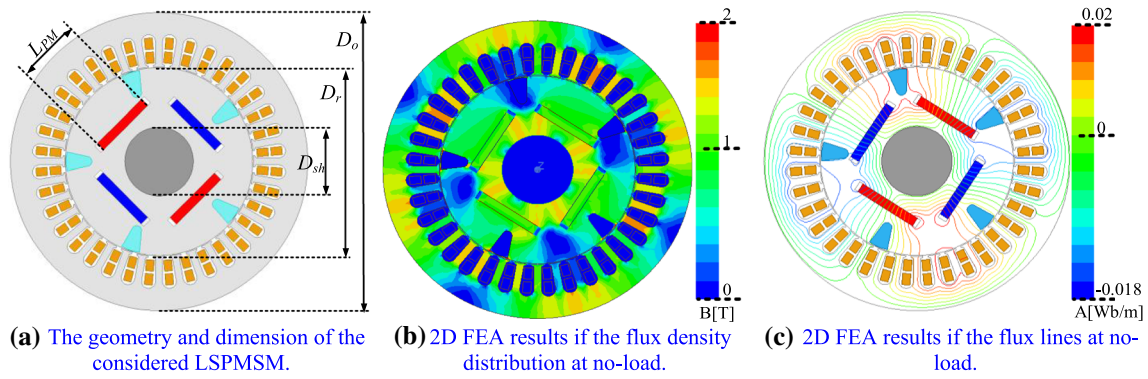 L_PM
D_o
D_r
D_sh
2
1
0
B[T]
0.02
0
-0.018
A[Wb/m]
(a) The geometry and dimension of the
considered LSPMSM.
(b) 2D FEA results if the flux density
distribution at no-load.
(c) 2D FEA results if the flux lines at no-
load.